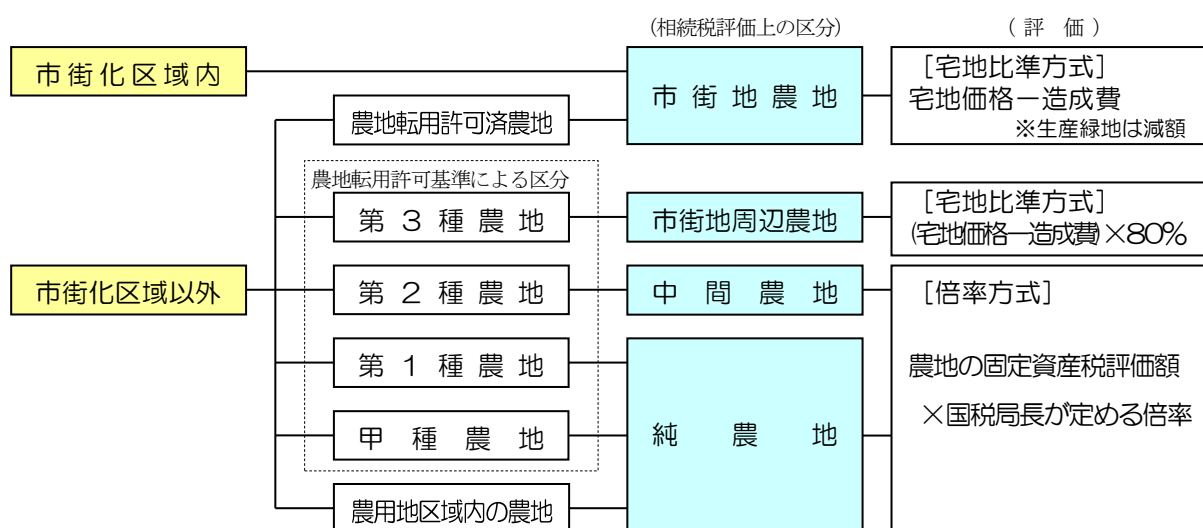 (相続税評価上の区分)
(評 価)
市街化区域内
市街地農地
[宅地比準方式]
宅地価格ー造成費
※生産緑地は減額
農地転用許可済農地
農地転用許可基準による区分
第3種農地
市街地周辺農地
[宅地比準方式]
(宅地価格ー造成費)×80%
市街化区域以外
第2種農地
中間農地
[倍率方式]
農地の固定資産税評価額
×国税局長が定める倍率
第1種農地
甲種農地
純農地
農用地区域内の農地